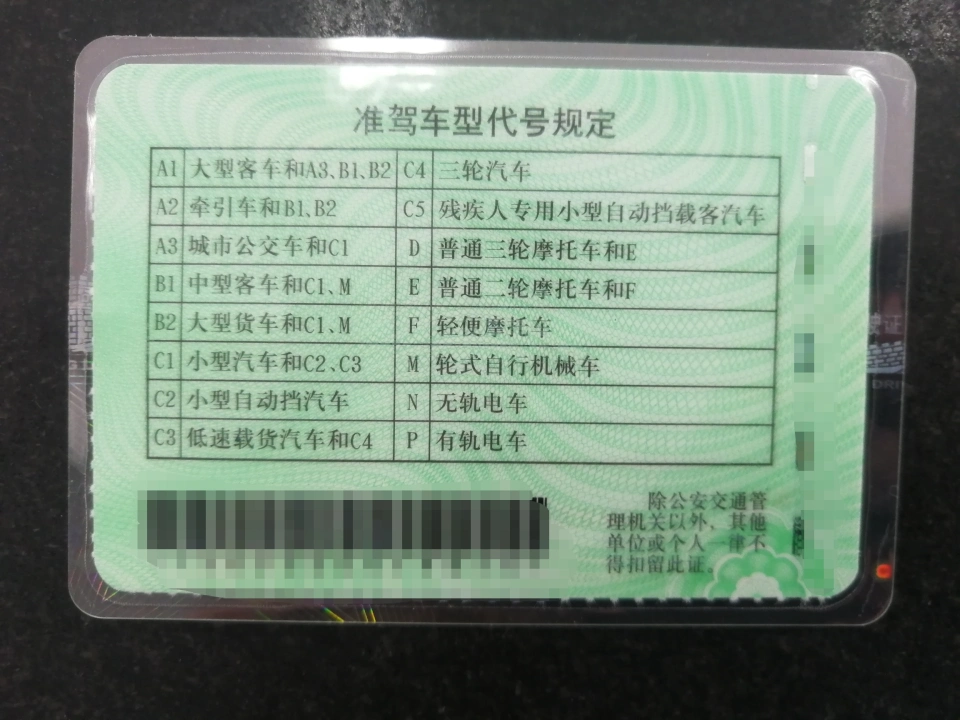 准驾车型代号规定
A1 大型客车和A3、B1、B2 C4 三轮汽车
A2 牵引车和B1、B2 C5 残疾人专用小型自动挡载客汽车
A3 城市公交车和C1 D 普通三轮摩托车和E
B1 中型客车和C1、M E 普通二轮摩托车和F
B2 大型货车和C1、M F 轻便摩托车
C1 小型汽车和C2、C3 M 轮式自行机械车
C2 小型自动挡汽车 N 无轨电车
C3 低速载货汽车和C4 P 有轨电车
除公安交通管
理机关以外，其他
单位或个人一律不
得扣留此证。
证
DRI